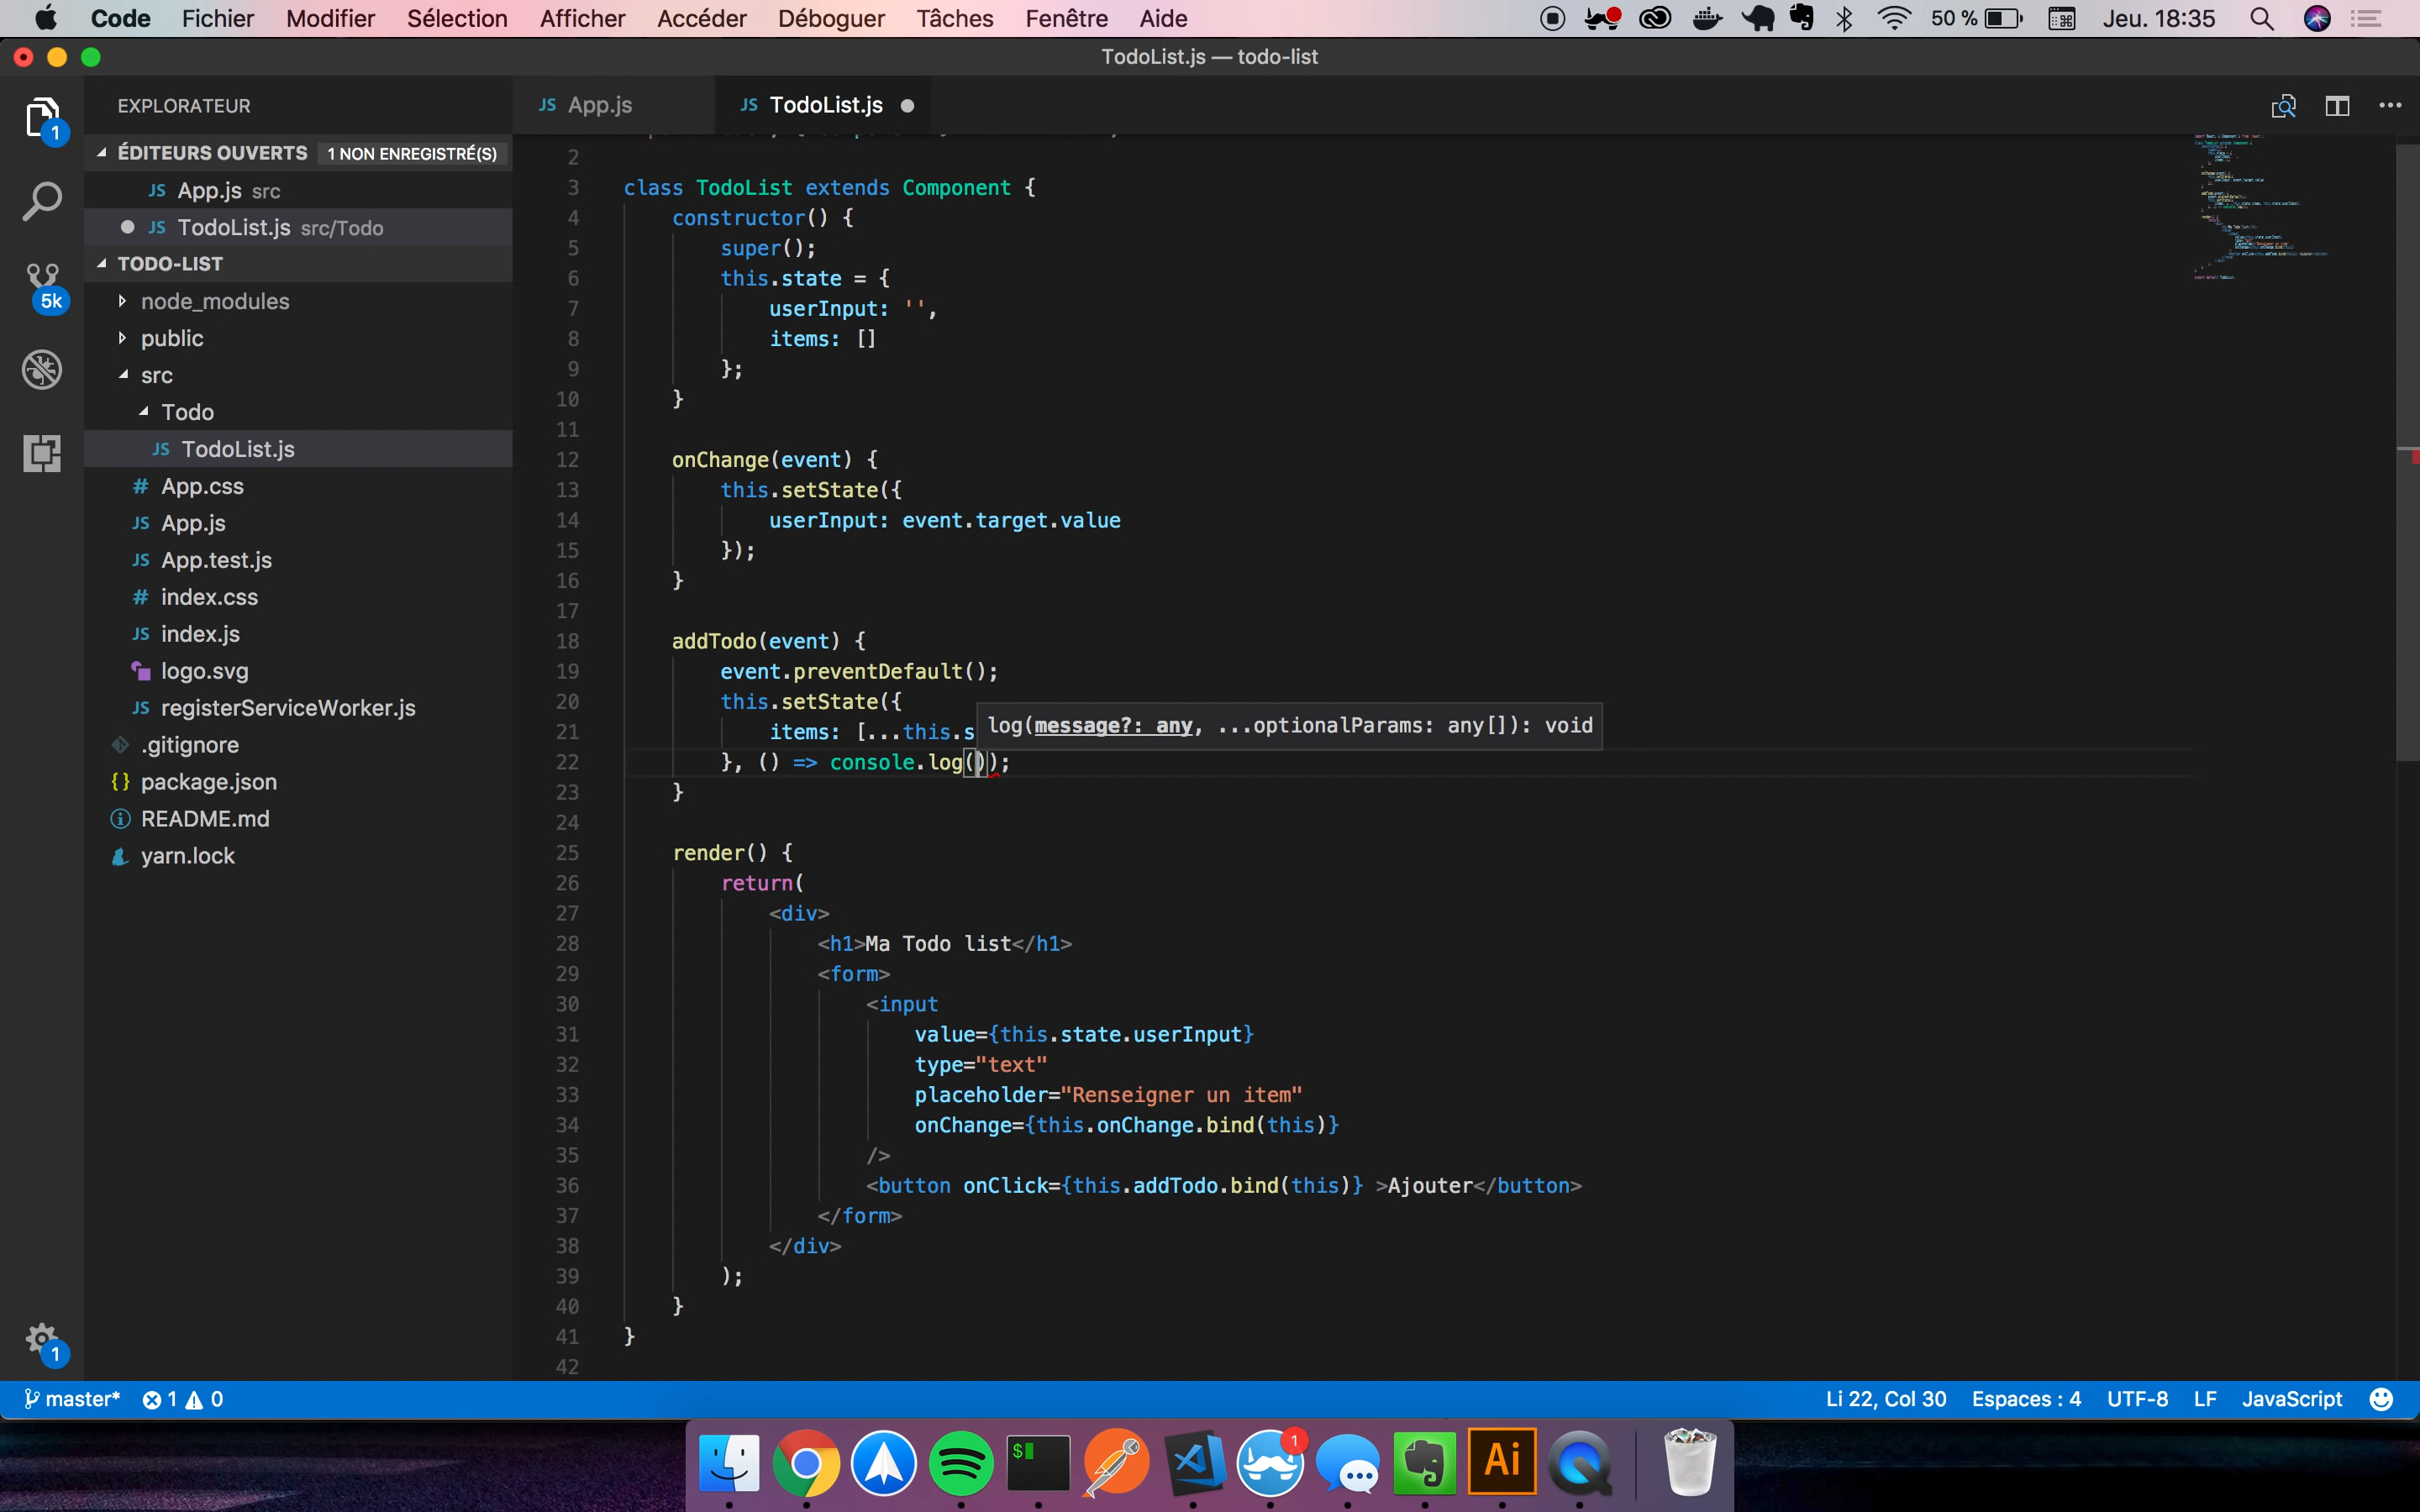 Code Fichier Modifier Sélection Afficher Accéder Déboguer Tâches Fenêtre Aide 50 % Jeu. 18:35
TodoList.js — todo-list
EXPLORATEUR
ÉDITEURS OUVERTS 1 NON ENREGISTRÉ(S)
JS App.js src
JS TodoList.js src/Todo
TODO-LIST
node_modules
public
src
Todo
JS TodoList.js
# App.css
JS App.js
JS App.test.js
# index.css
JS index.js
logo.svg
JS registerServiceWorker.js
.gitignore
{} package.json
README.md
yarn.lock
1
5k
1
JS App.js JS TodoList.js
2
3 class TodoList extends Component {
4 constructor() {
5 super();
6 this.state = {
7 userInput: '',
8 items: []
9 };
10 }
11
12 onChange(event) {
13 this.setState({
14 userInput: event.target.value
15 });
16 }
17
18 addTodo(event) {
19 event.preventDefault();
20 this.setState({
21 items: [...this.s
log(message?: any, ...optionalParams: any[]): void
22 }, () => console.log());
23 }
24
25 render() {
26 return(
27 <div>
28 <h1>Ma Todo list</h1>
29 <form>
30 <input
31 value={this.state.userInput}
32 type="text"
33 placeholder="Renseigner un item"
34 onChange={this.onChange.bind(this)}
35 />
36 <button onClick={this.addTodo.bind(this)} >Ajouter</button>
37 </form>
38 </div>
39 );
40 }
41 }
42
master* 1 0 Li 22, Col 30 Espaces : 4 UTF-8 LF JavaScript
$
1
Ai